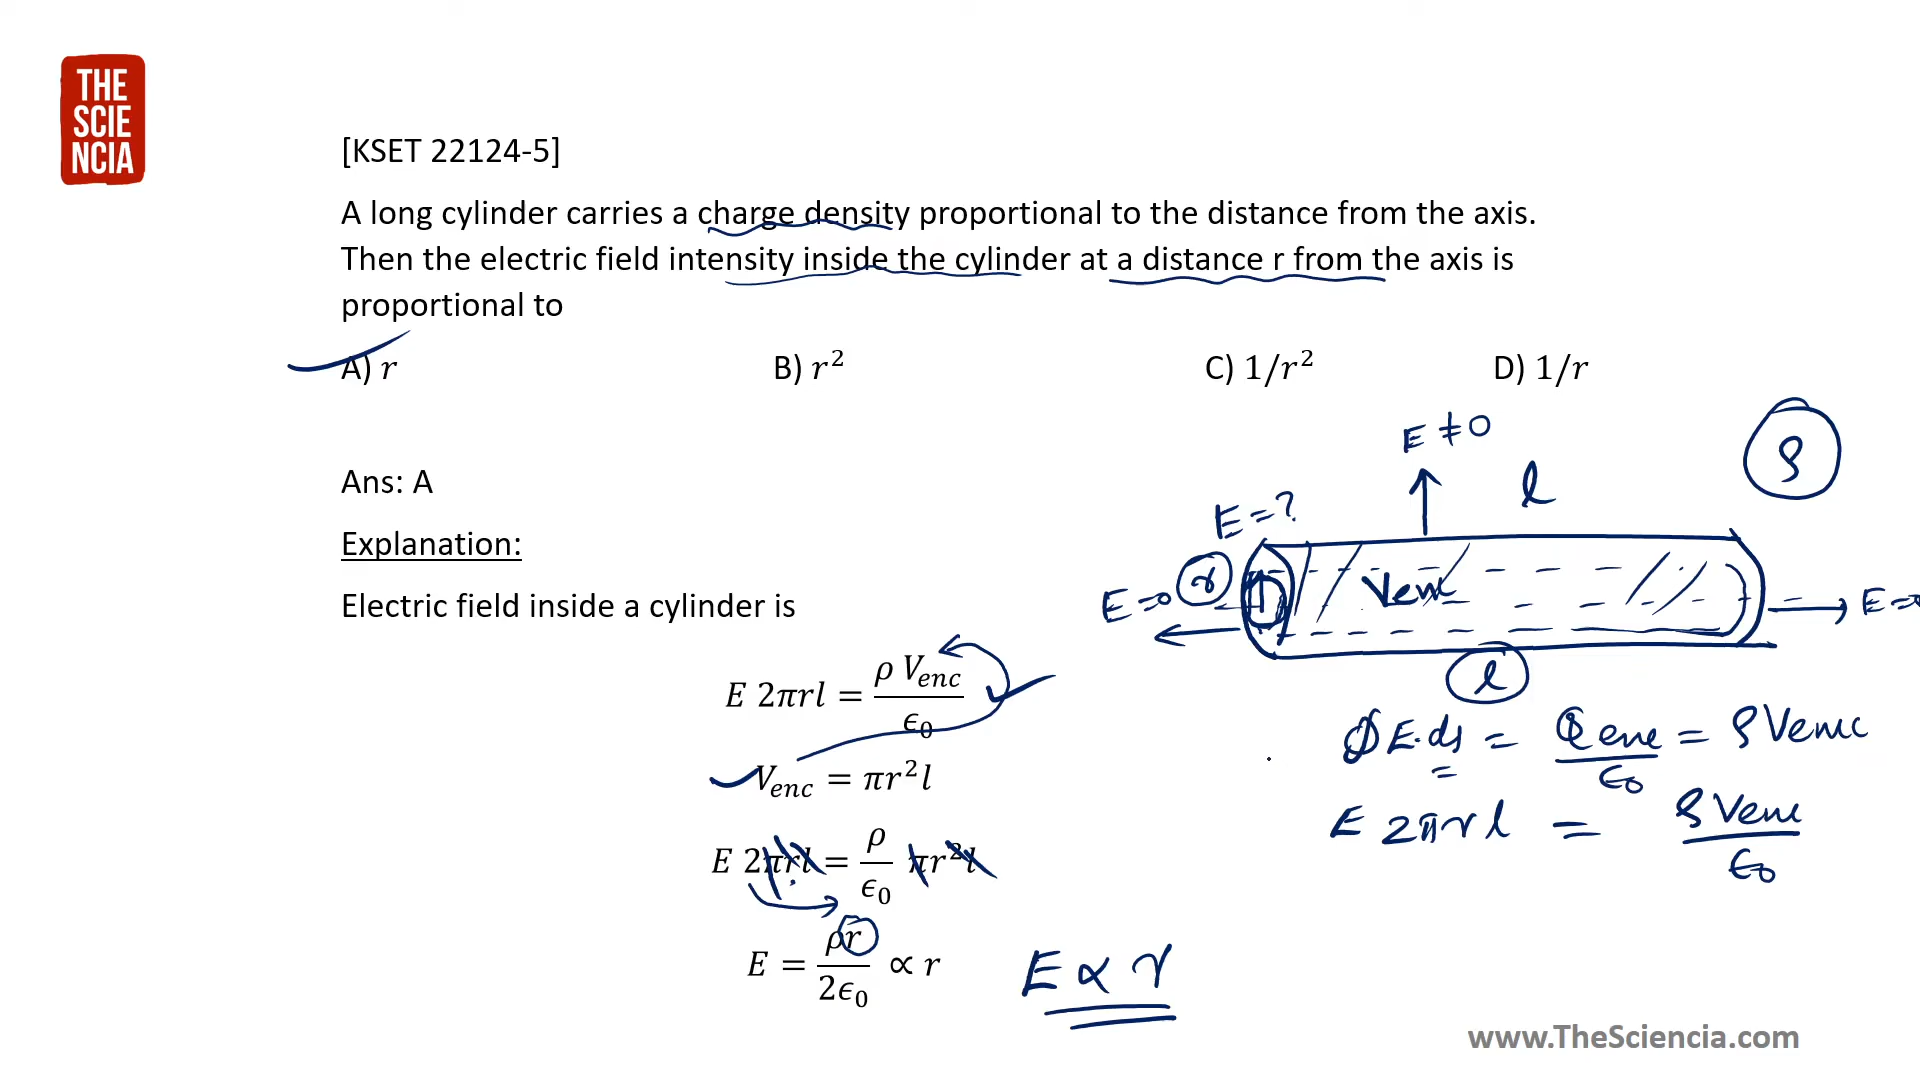 THE
SCIE
NCIA
[KSET 22124-5]
A long cylinder carries a charge density proportional to the distance from the axis.
Then the electric field intensity inside the cylinder at a distance r from the axis is
proportional to
A) r B) r² C) 1/r² D) 1/r
E ≠ 0
l
ρ
E = ?
r
E = 0
Venc
E = 0
l
Ans: A
Explanation:
Electric field inside a cylinder is
E 2πrl = ρ V_enc / ϵ₀
V_enc = πr²l
E 2πrl = ρ/ϵ₀ πr²l
E = ρr/2ϵ₀ ∝ r
E ∝ r
∮ E·ds = Qenc/ϵ₀ = ρVenc
E 2πrl = ρVenc/ϵ₀
www.TheSciencia.com